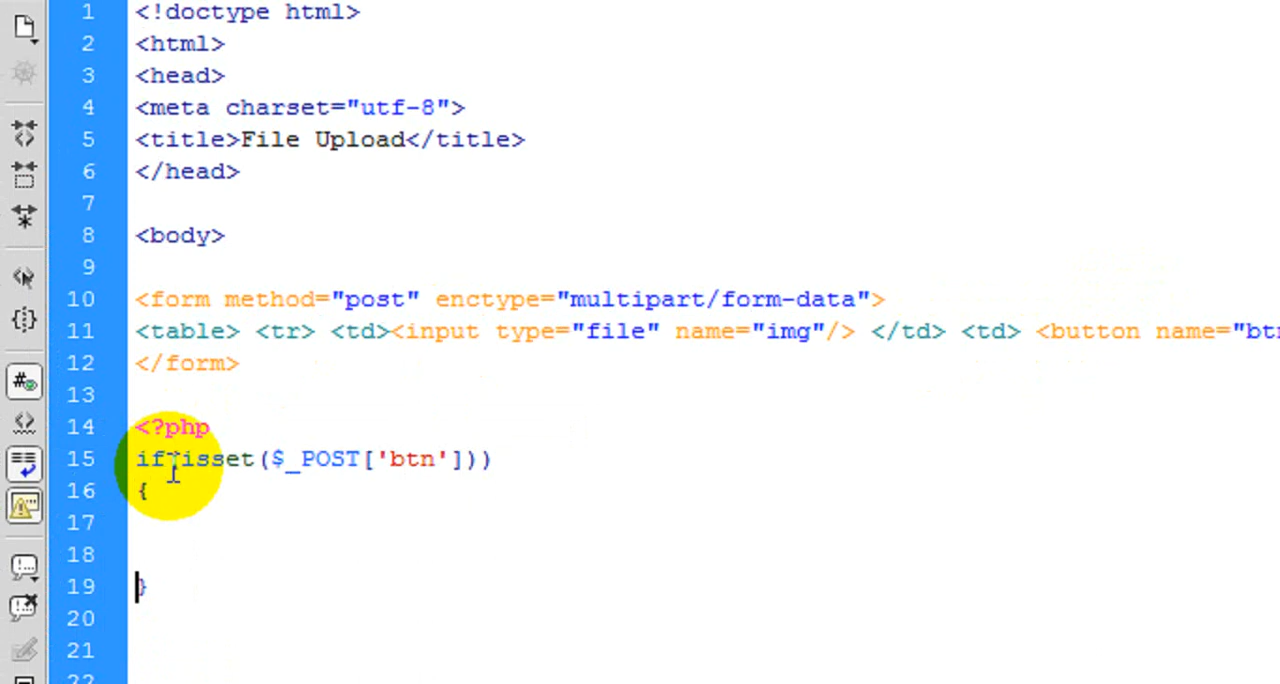 1 <!doctype html>
2 <html>
3 <head>
4 <meta charset="utf-8">
5 <title>File Upload</title>
6 </head>
7
8 <body>
9
10 <form method="post" enctype="multipart/form-data">
11 <table> <tr> <td><input type="file" name="img"/> </td> <td> <button name="btn
12 </form>
13
14 <?php
15 if(isset($_POST['btn']))
16 {
17
18
19 }
20
21
22